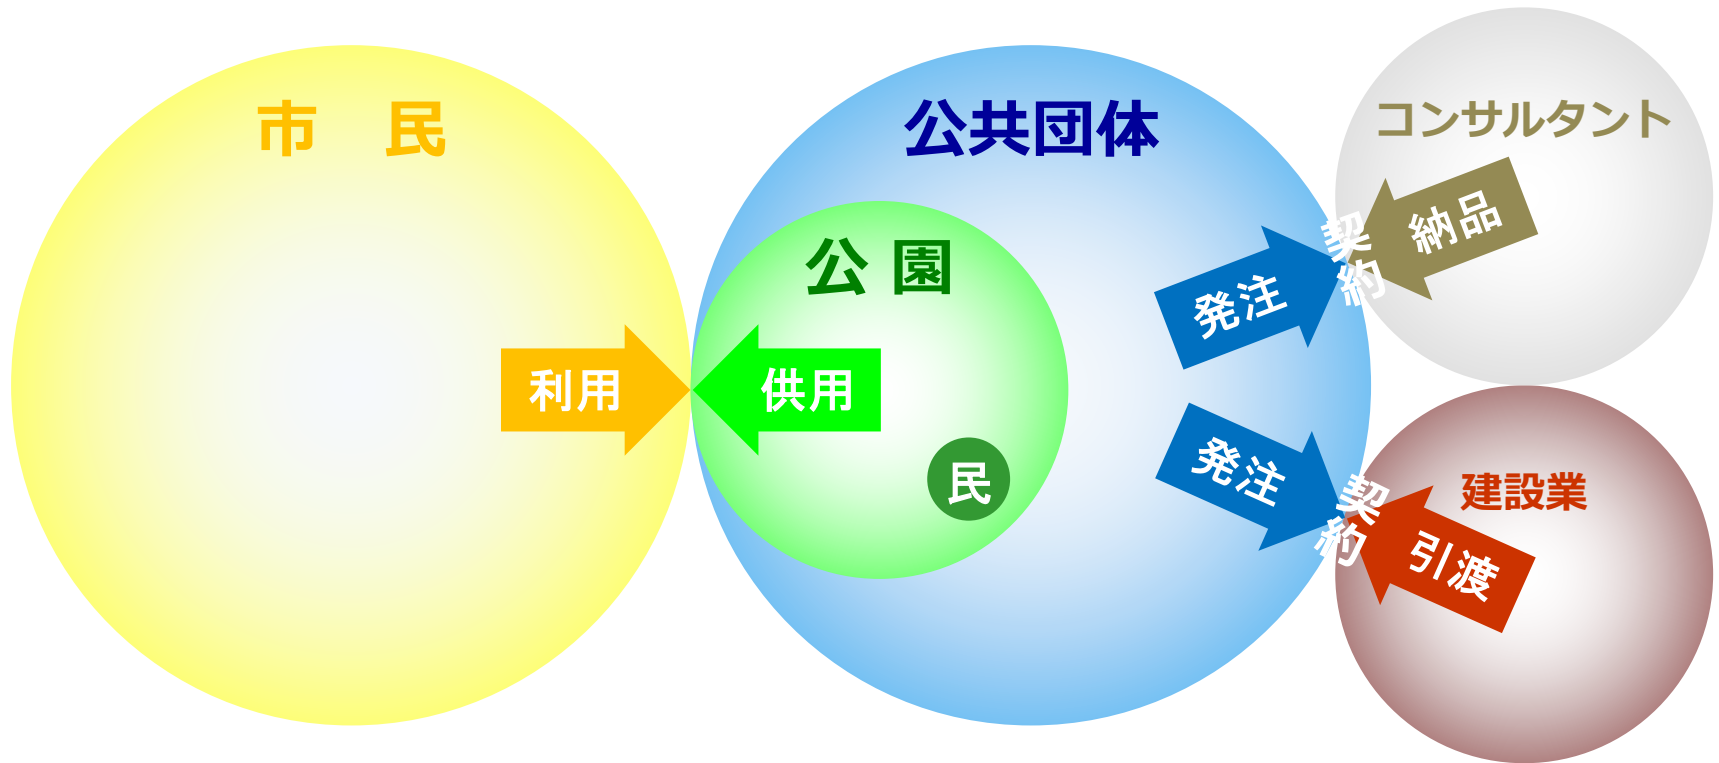 市　民
利用
公共団体
公 園
供用
民
発注
契約
納品
コンサルタント
発注
契約
引渡
建設業